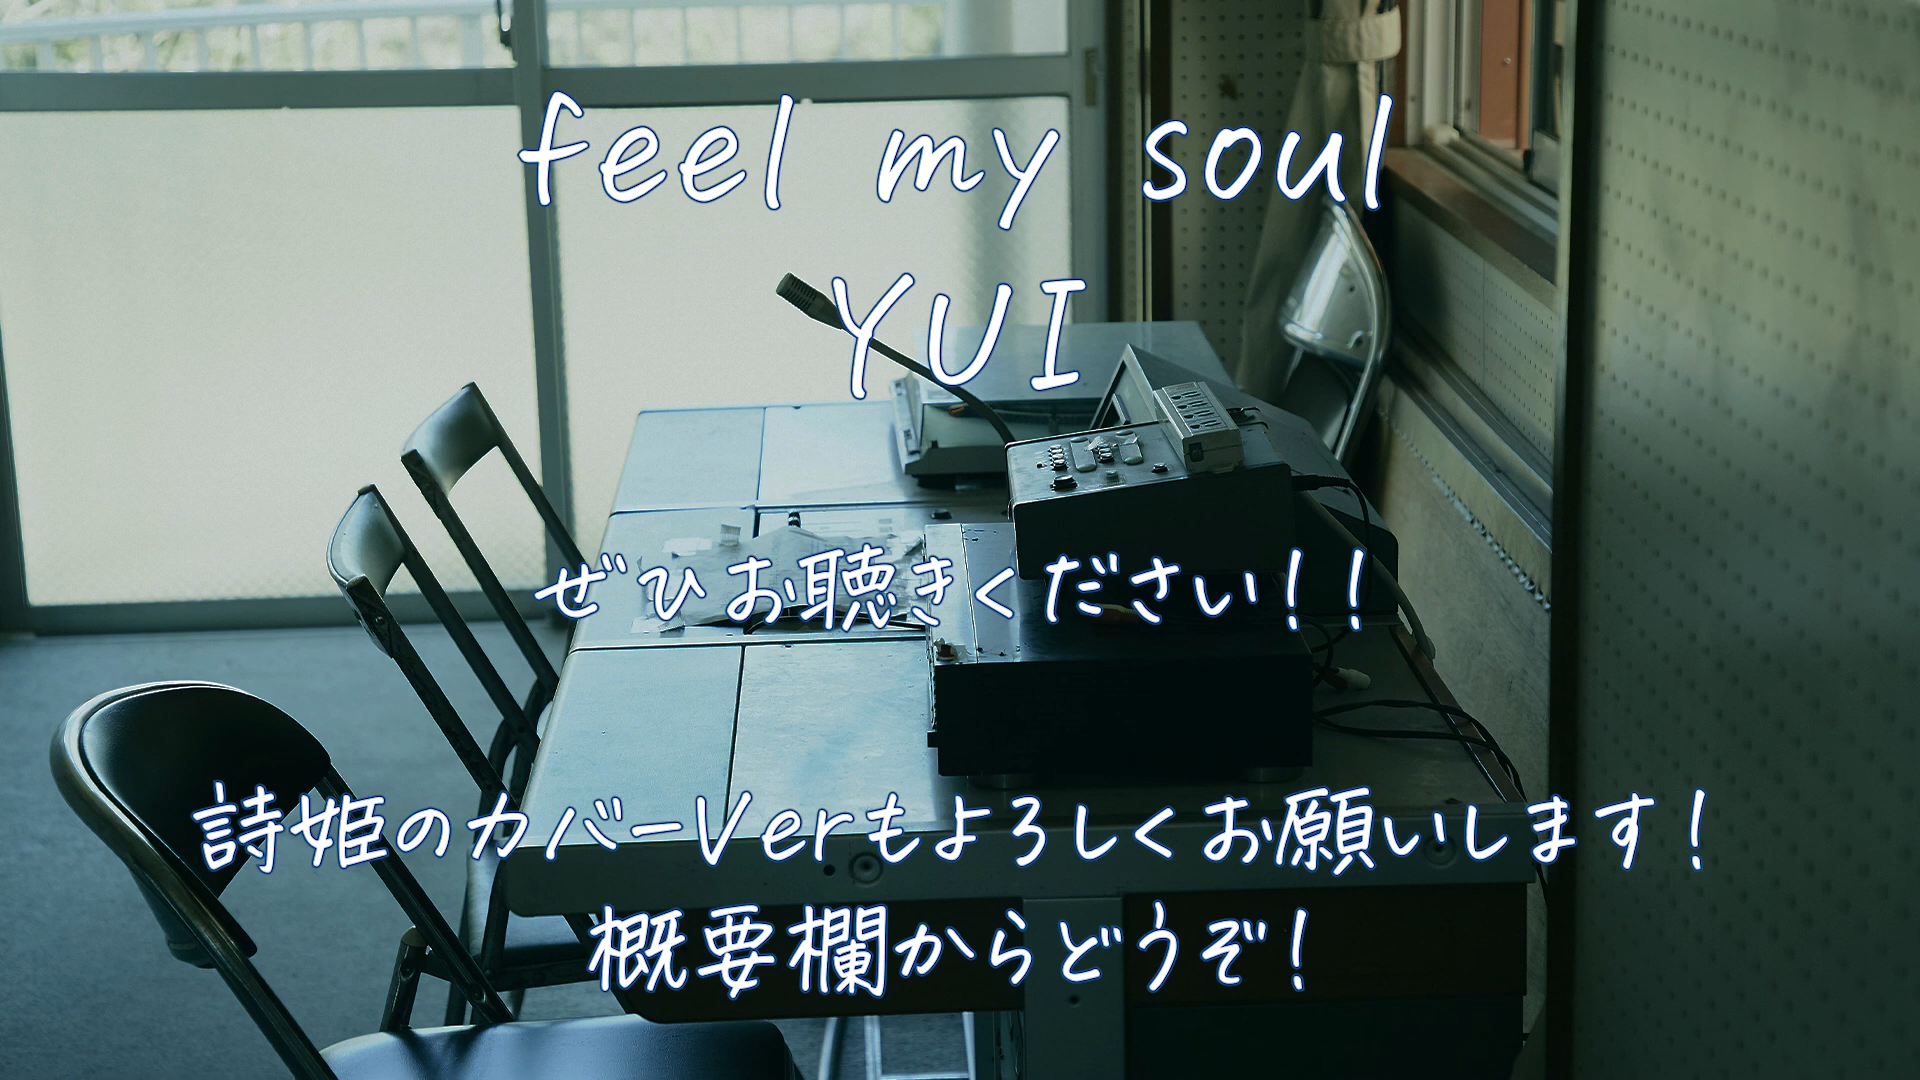 feel my soul
YUI
ぜひお聴きください！！
詩姫のカバーVerもよろしくお願いします！
概要欄からどうぞ！